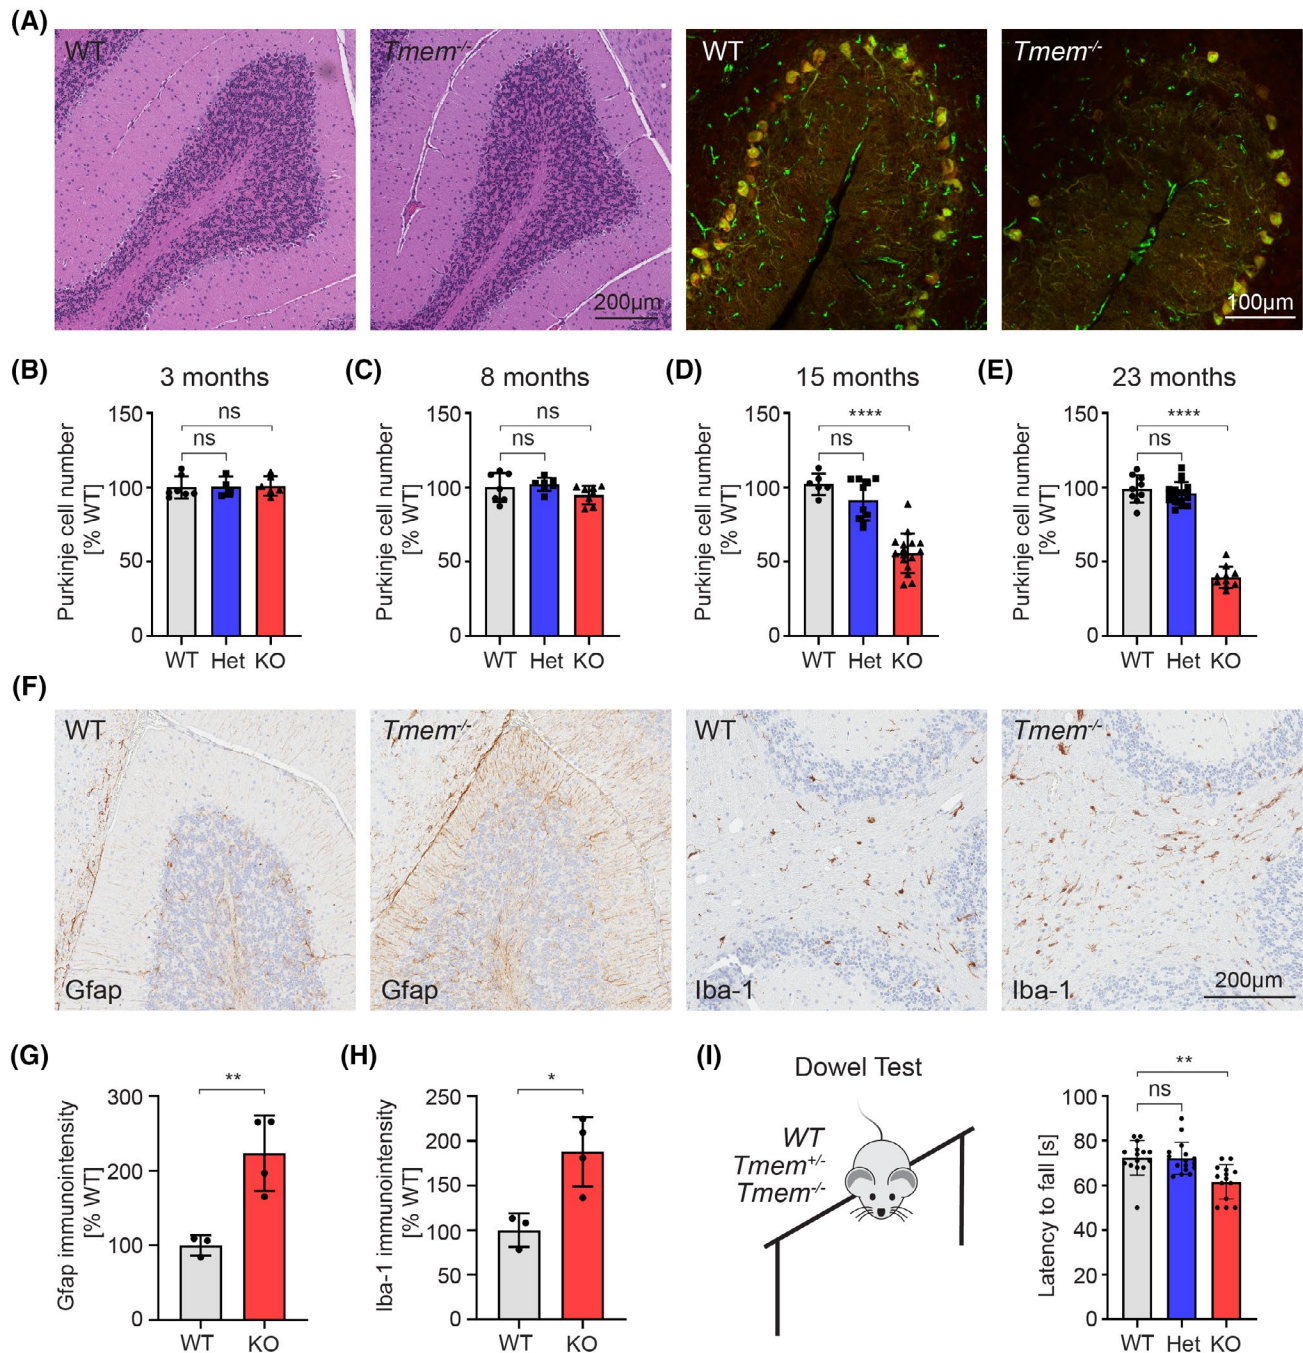 (A)
WT
Tmem-/-
WT
Tmem-/-
200µm
100µm
(B)
3 months
(C)
8 months
(D)
15 months
(E)
23 months
Purkinje cell number
[% WT]
150
100
50
0
ns
ns
WT Het KO
Purkinje cell number
[% WT]
150
100
50
0
ns
ns
WT Het KO
Purkinje cell number
[% WT]
150
100
50
0
****
ns
WT Het KO
Purkinje cell number
[% WT]
150
100
50
0
****
ns
WT Het KO
(F)
WT
Tmem-/-
WT
Tmem-/-
Gfap
Gfap
Iba-1
Iba-1
200µm
(G)
Gfap immunointensity
[% WT]
300
200
100
0
**
WT KO
(H)
Iba-1 immunointensity
[% WT]
250
200
150
100
50
0
*
WT KO
(I)
Dowel Test
WT
Tmem+/-
Tmem-/-
Latency to fall [s]
100
80
60
40
20
0
**
ns
WT Het KO